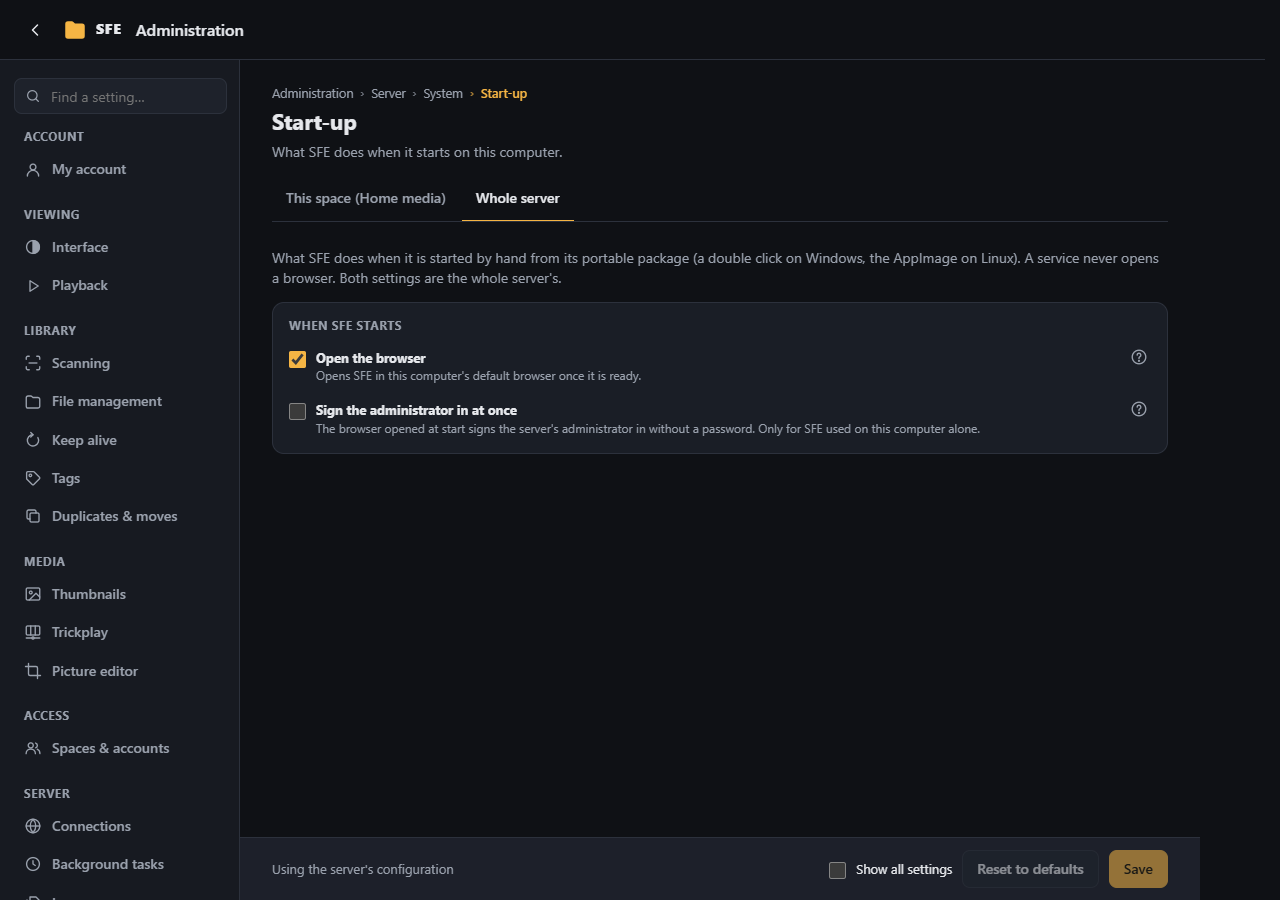 SFE Administration
Find a setting...
ACCOUNT
My account
VIEWING
Interface
Playback
LIBRARY
Scanning
File management
Keep alive
Tags
Duplicates & moves
MEDIA
Thumbnails
Trickplay
Picture editor
ACCESS
Spaces & accounts
SERVER
Connections
Background tasks
Administration › Server › System › Start-up
Start-up
What SFE does when it starts on this computer.
This space (Home media) Whole server
What SFE does when it is started by hand from its portable package (a double click on Windows, the AppImage on Linux). A service never opens
a browser. Both settings are the whole server's.
WHEN SFE STARTS
Open the browser
Opens SFE in this computer's default browser once it is ready.
Sign the administrator in at once
The browser opened at start signs the server's administrator in without a password. Only for SFE used on this computer alone.
Using the server's configuration
Show all settings
Reset to defaults
Save